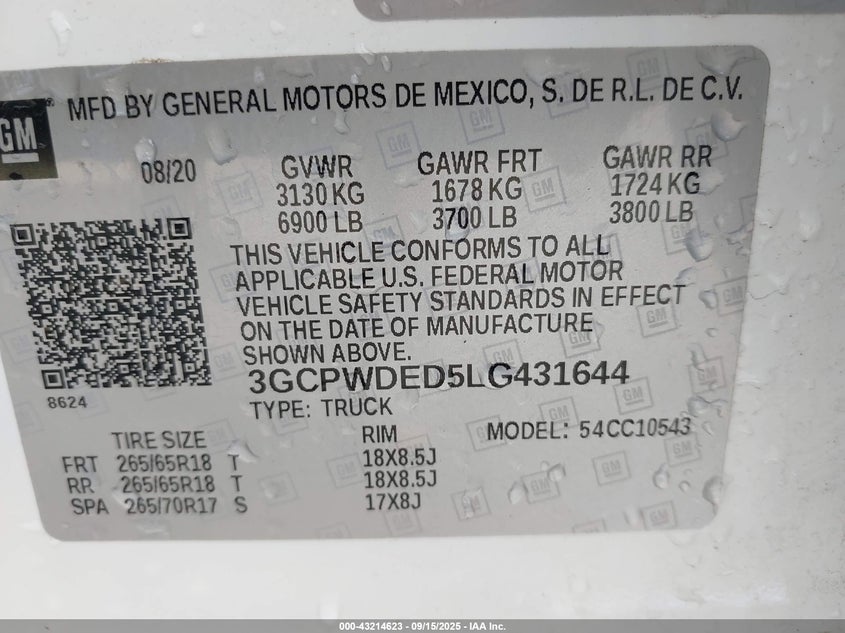 GM
MFD BY GENERAL MOTORS DE MEXICO, S. DE R.L. DE C.V.
08/20 GVWR GAWR FRT GAWR RR
3130 KG 1678 KG 1724 KG
6900 LB 3700 LB 3800 LB
THIS VEHICLE CONFORMS TO ALL
APPLICABLE U.S. FEDERAL MOTOR
VEHICLE SAFETY STANDARDS IN EFFECT
ON THE DATE OF MANUFACTURE
SHOWN ABOVE.
3GCPWDED5LG431644
8624
TYPE: TRUCK
TIRE SIZE RIM MODEL: 54CC10543
FRT 265/65R18 T 18X8.5J
RR 265/65R18 T 18X8.5J
SPA 265/70R17 S 17X8J
000-43214623 - 09/15/2025 - IAA Inc.